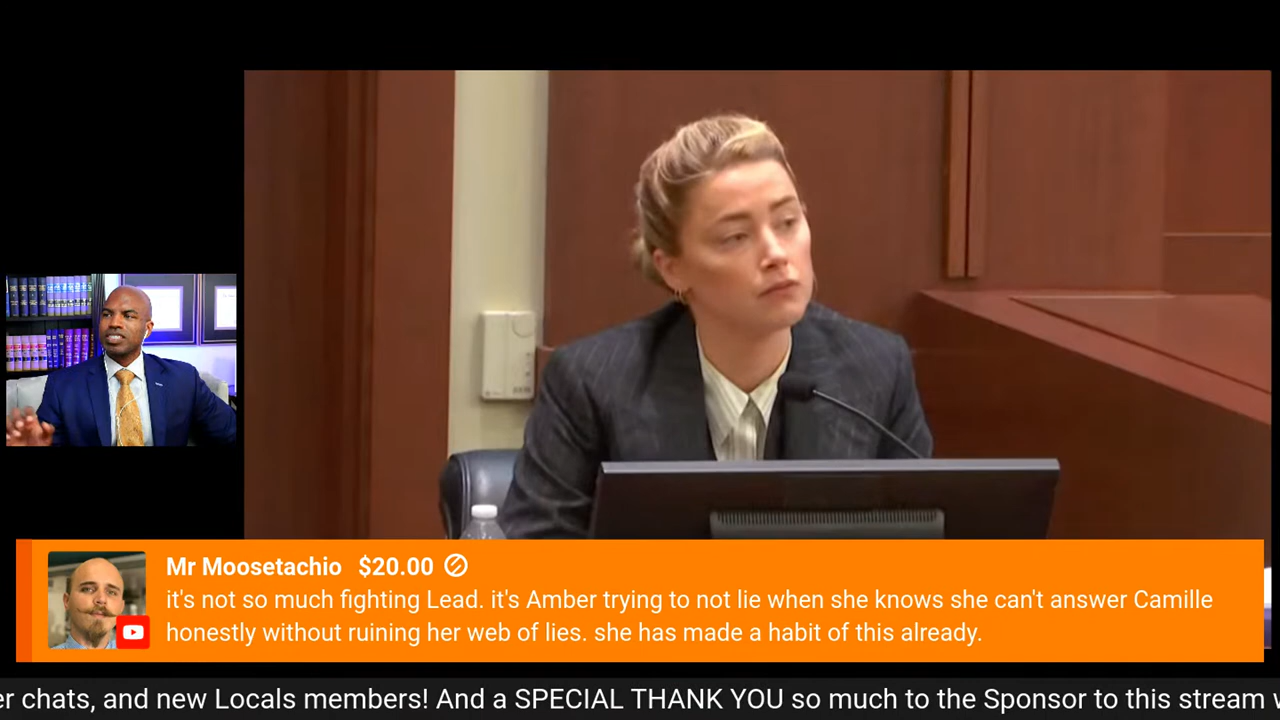 Mr Moosetachio $20.00
it's not so much fighting Lead. it's Amber trying to not lie when she knows she can't answer Camille
honestly without ruining her web of lies. she has made a habit of this already.
er chats, and new Locals members! And a SPECIAL THANK YOU so much to the Sponsor to this stream